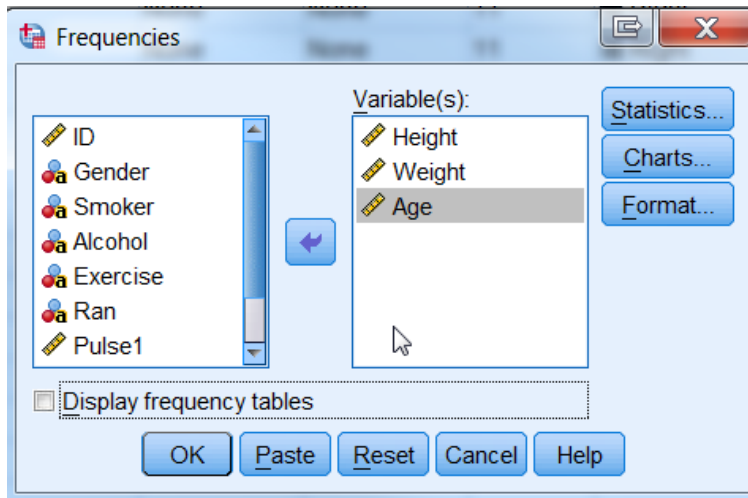 Frequencies
Variable(s):
ID
Gender
Smoker
Alcohol
Exercise
Ran
Pulse1
Height
Weight
Age
Statistics...
Charts...
Format...
Display frequency tables
OK Paste Reset Cancel Help